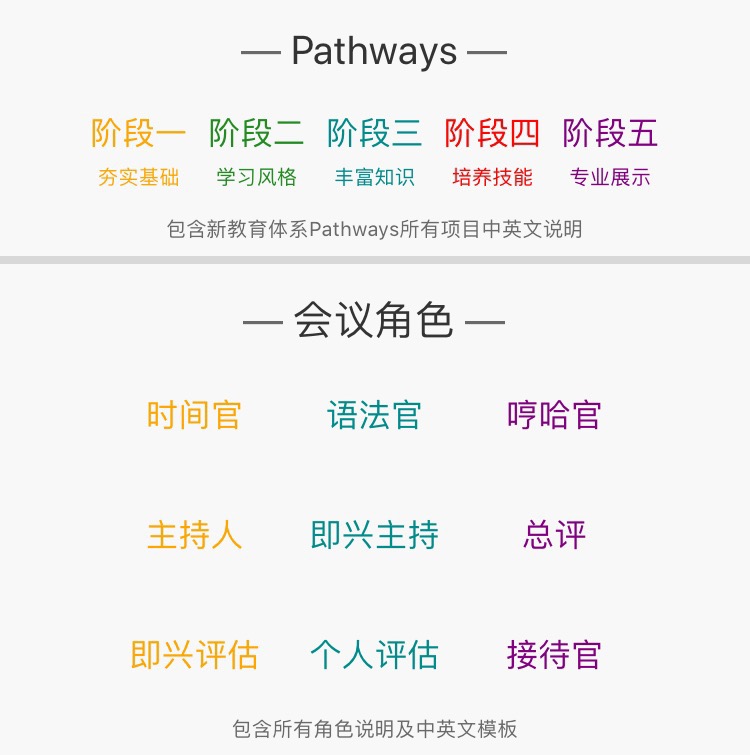 — Pathways —
阶段一 阶段二 阶段三 阶段四 阶段五
夯实基础 学习风格 丰富知识 培养技能 专业展示
包含新教育体系Pathways所有项目中英文说明
— 会议角色 —
时间官 语法官 哼哈官
主持人 即兴主持 总评
即兴评估 个人评估 接待官
包含所有角色说明及中英文模板